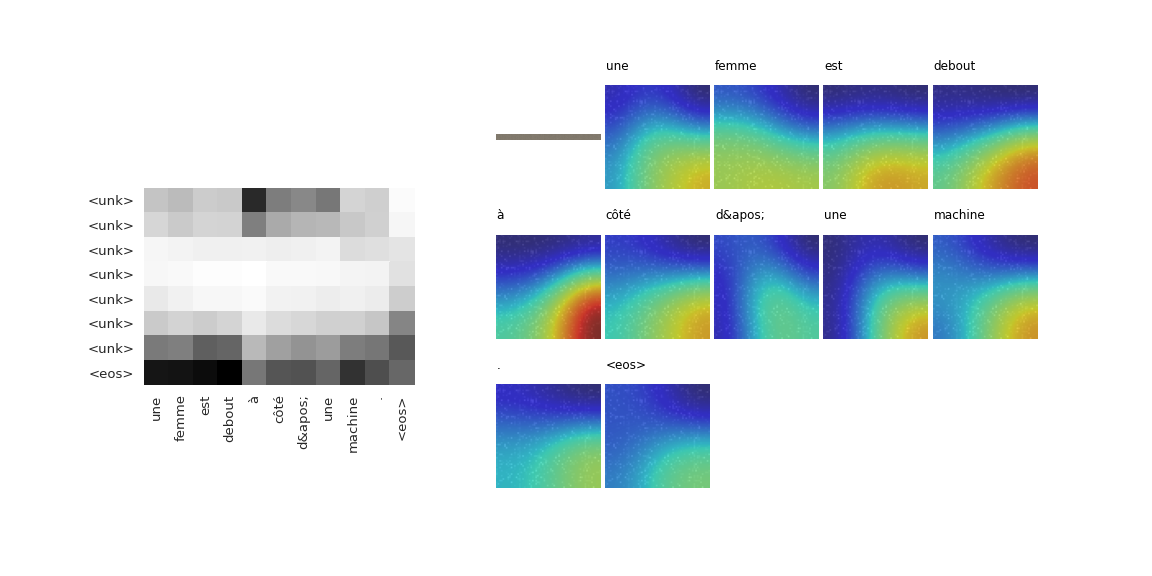 une femme est debout
à côté d&apos; une machine
. <eos>
<unk>
<unk>
<unk>
<unk>
<unk>
<unk>
<unk>
<eos>
une femme est debout à côté d&apos; une machine . <eos>